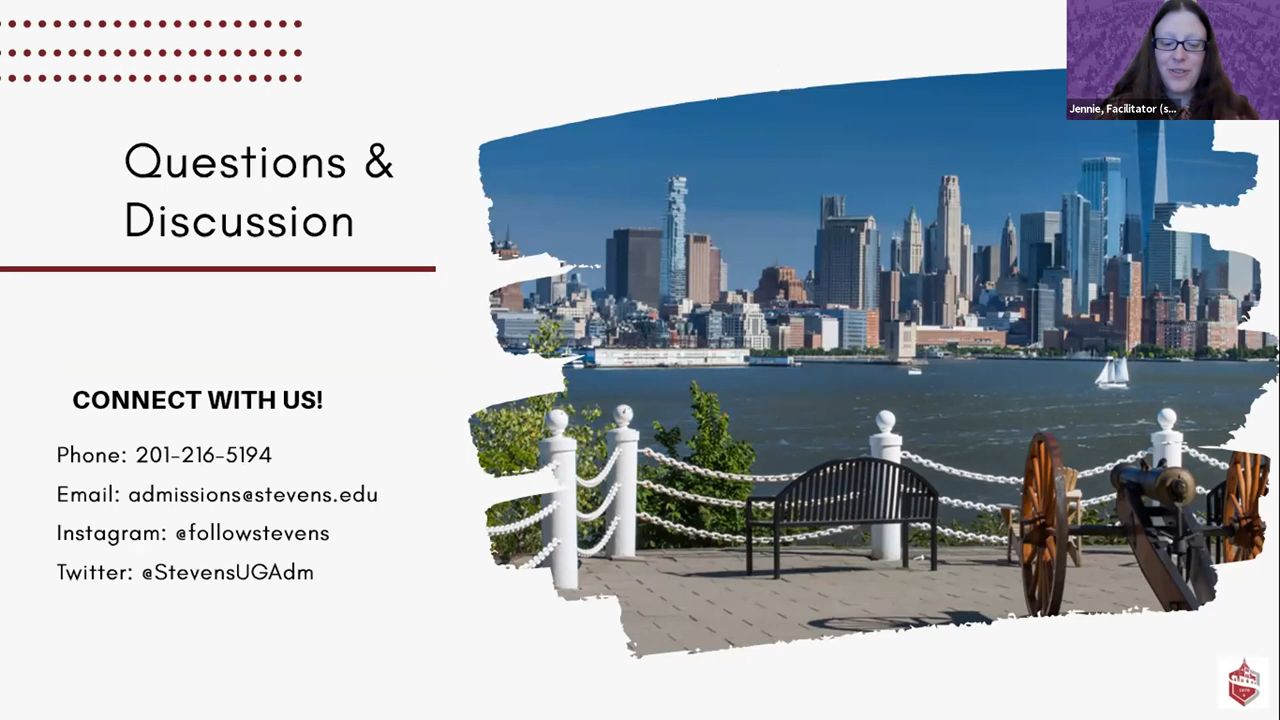 Jennie, Facilitator (s...
Questions &
Discussion
CONNECT WITH US!
Phone: 201-216-5194
Email: admissions@stevens.edu
Instagram: @followstevens
Twitter: @StevensUGAdm